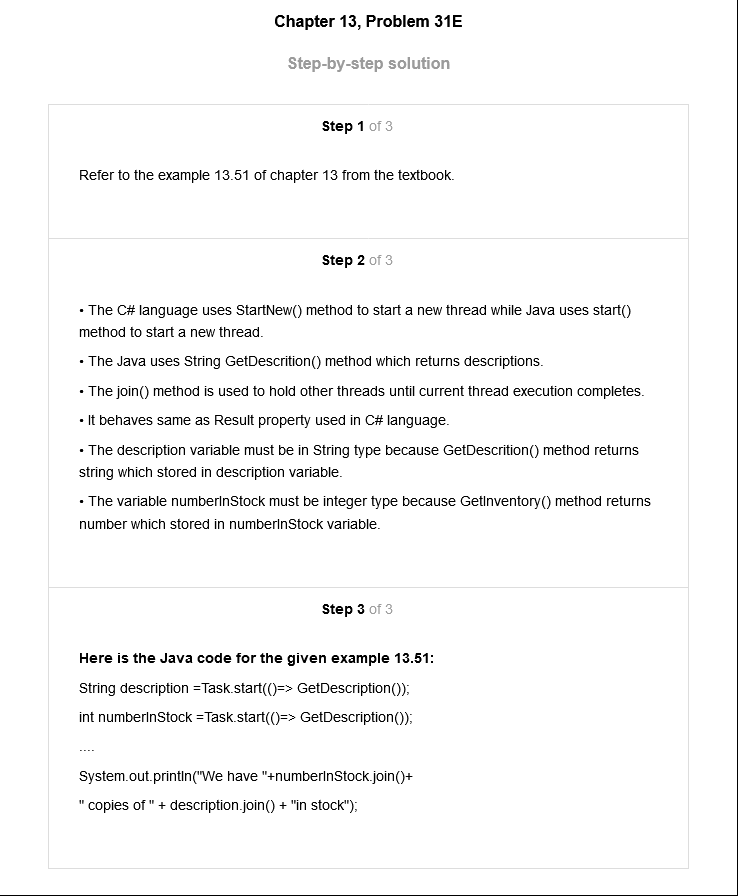 Chapter 13, Problem 31E
Step-by-step solution
Step 1 of 3
Refer to the example 13.51 of chapter 13 from the textbook.
Step 2 of 3
• The C# language uses StartNew() method to start a new thread while Java uses start()
method to start a new thread.
• The Java uses String GetDescrition() method which returns descriptions.
• The join() method is used to hold other threads until current thread execution completes.
• It behaves same as Result property used in C# language.
• The description variable must be in String type because GetDescrition() method returns
string which stored in description variable.
• The variable numberInStock must be integer type because GetInventory() method returns
number which stored in numberInStock variable.
Step 3 of 3
Here is the Java code for the given example 13.51:
String description =Task.start(()=> GetDescription());
int numberInStock =Task.start(()=> GetDescription());
....
System.out.println("We have "+numberInStock.join()+
" copies of " + description.join() + "in stock");